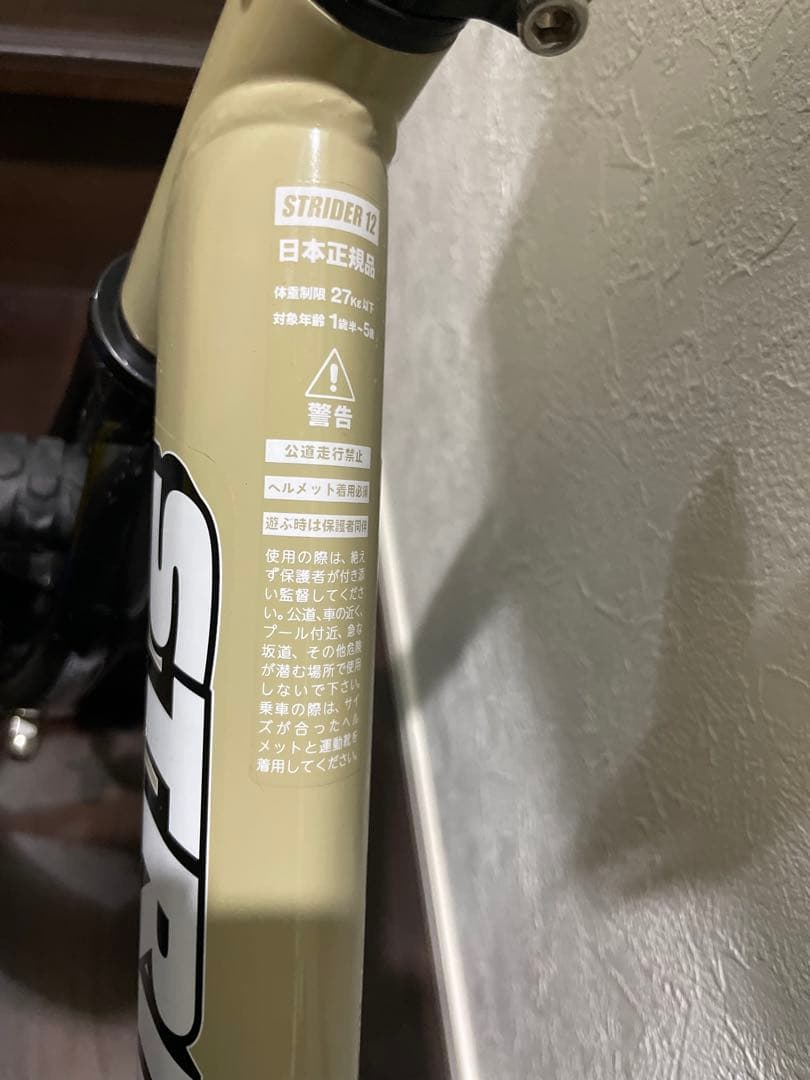 STRIDER 12
日本正規品
体重制限 27Kg以下
対象年齢 1歳半~5歳
警告
公道走行禁止
ヘルメット着用必須
遊ぶ時は保護者同伴
使用の際は、絶え
ず保護者が付き添
い監督してくださ
い。公道、車の近く、
プール付近、急な
坂道、その他危険
が潜む場所で使用
しないで下さい。
乗車の際は、サイ
ズが合ったヘル
メットと運動靴を
着用してください。
STR